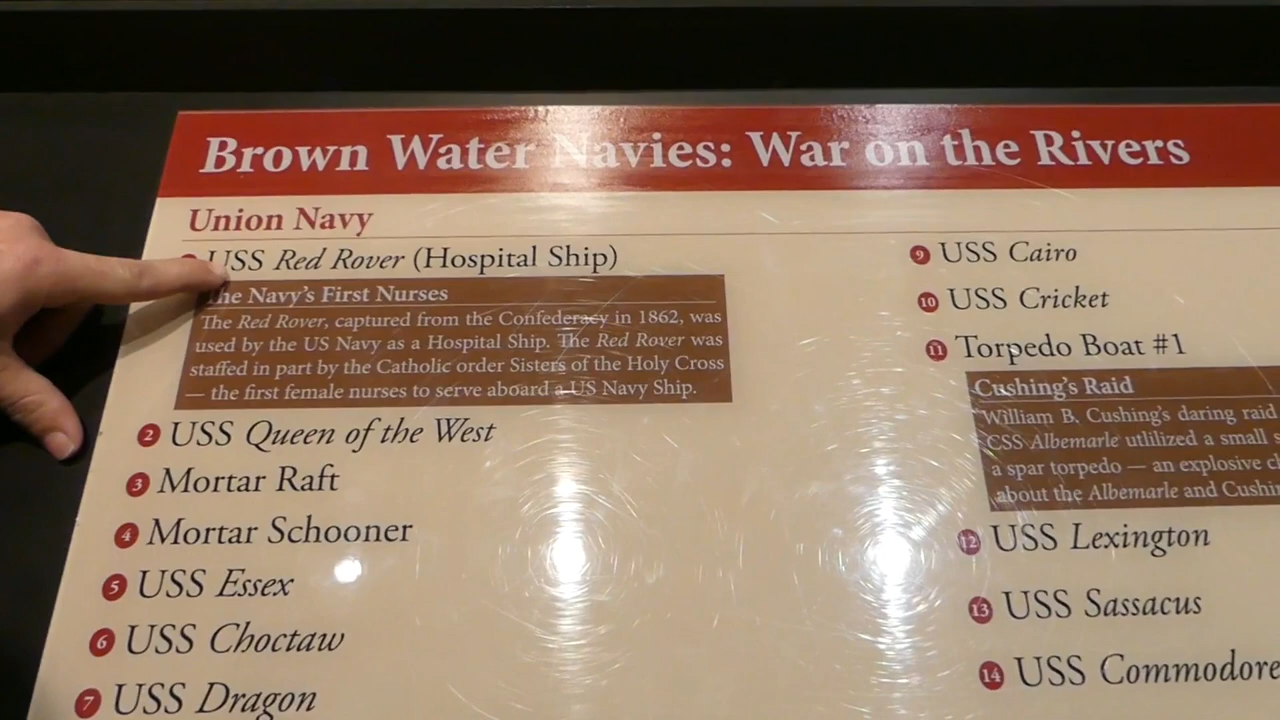 Brown Water Navies: War on the Rivers
Union Navy
USS Red Rover (Hospital Ship)
The Navy's First Nurses
The Red Rover, captured from the Confederacy in 1862, was
used by the US Navy as a Hospital Ship. The Red Rover was
staffed in part by the Catholic order Sisters of the Holy Cross
— the first female nurses to serve aboard a US Navy Ship.
2 USS Queen of the West
3 Mortar Raft
4 Mortar Schooner
5 USS Essex
6 USS Choctaw
7 USS Dragon
9 USS Cairo
10 USS Cricket
11 Torpedo Boat #1
Cushing's Raid
William B. Cushing's daring raid
CSS Albemarle utlilized a small
a spar torpedo — an explosive
about the Albemarle and
12 USS Lexington
13 USS Sassacus
14 USS Commodore